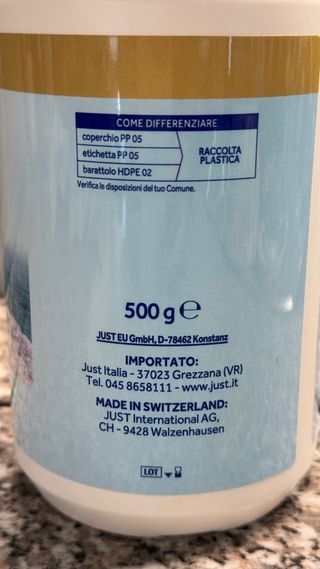 COME DIFFERENZIARE
coperchio PP 05
etichetta PP 05
barattolo HDPE 02
RACCOLTA
PLASTICA
Verifica le disposizioni del tuo Comune.
500 g ℮
JUST EU GmbH, D-78462 Konstanz
IMPORTATO:
Just Italia - 37023 Grezzana (VR)
Tel. 045 8658111 - www.just.it
MADE IN SWITZERLAND:
JUST International AG,
CH - 9428 Walzenhausen
LOT